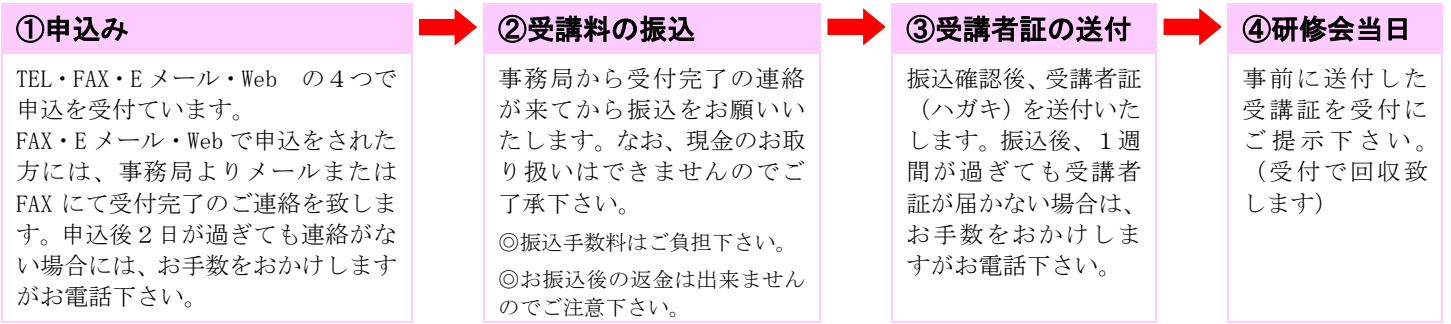 ①申込み
TEL・FAX・Eメール・Web　の４つで
申込を受付ています。
FAX・Eメール・Webで申込をされた
方には、事務局よりメールまたは
FAX にて受付完了のご連絡を致しま
す。申込後２日が過ぎても連絡がな
い場合には、お手数をおかけします
がお電話下さい。
②受講料の振込
事務局から受付完了の連絡
が来てから振込をお願いい
たします。なお、現金のお取
り扱いはできませんのでご
了承下さい。
◎振込手数料はご負担下さい。
◎お振込後の返金は出来ません
のでご注意下さい。
③受講者証の送付
振込確認後、受講者証
（ハガキ）を送付いた
します。振込後、１週
間が過ぎても受講者
証が届かない場合は、
お手数をおかけしま
すがお電話下さい。
④研修会当日
事前に送付した
受講証を受付に
ご提示下さい。
（受付で回収致
します）